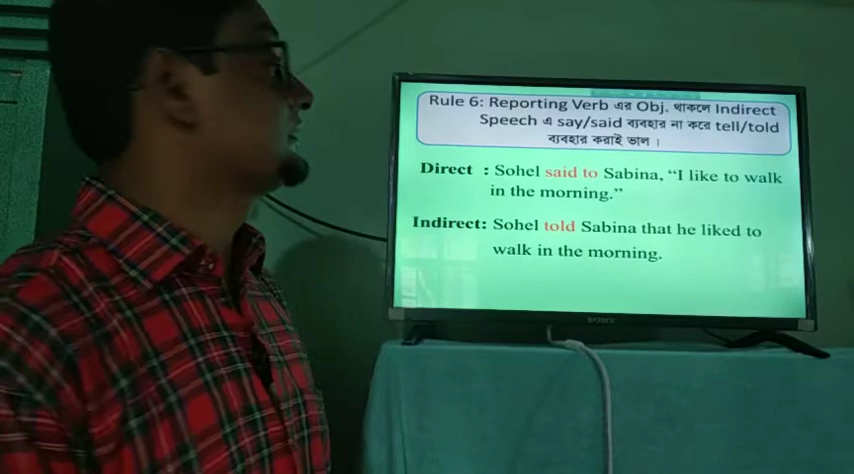 Rule 6: Reporting Verb এর Obj. থাকলে Indirect
Speech এ say/said ব্যবহার না করে tell/told
ব্যবহার করাই ভাল ।
Direct : Sohel said to Sabina, “I like to walk
in the morning.”
Indirect: Sohel told Sabina that he liked to
walk in the morning.
SONY